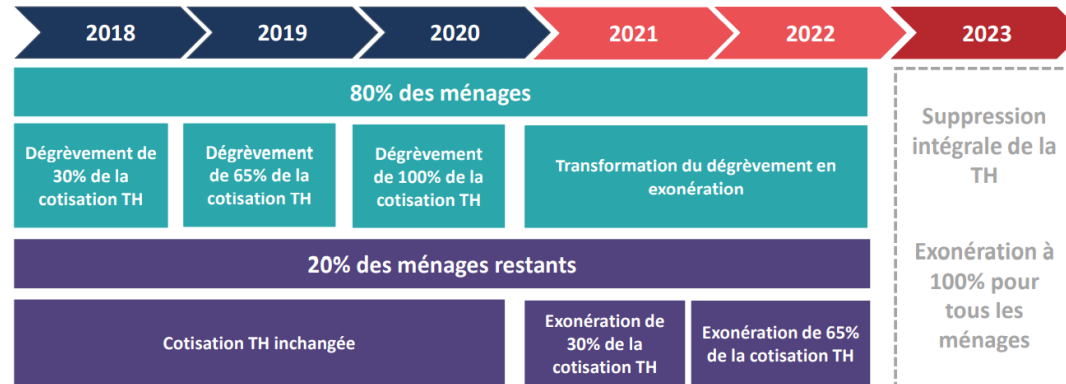 2018
2019
2020
2021
2022
2023
80% des ménages
Dégrèvement de
30% de la
cotisation TH
Dégrèvement
de 65% de la
cotisation TH
Dégrèvement
de 100% de la
cotisation TH
Transformation du dégrèvement en
exonération
20% des ménages restants
Cotisation TH inchangée
Exonération de
30% de la
cotisation TH
Exonération de 65%
de la cotisation TH
Suppression
intégrale de la
TH
Exonération à
100% pour
tous les
ménages